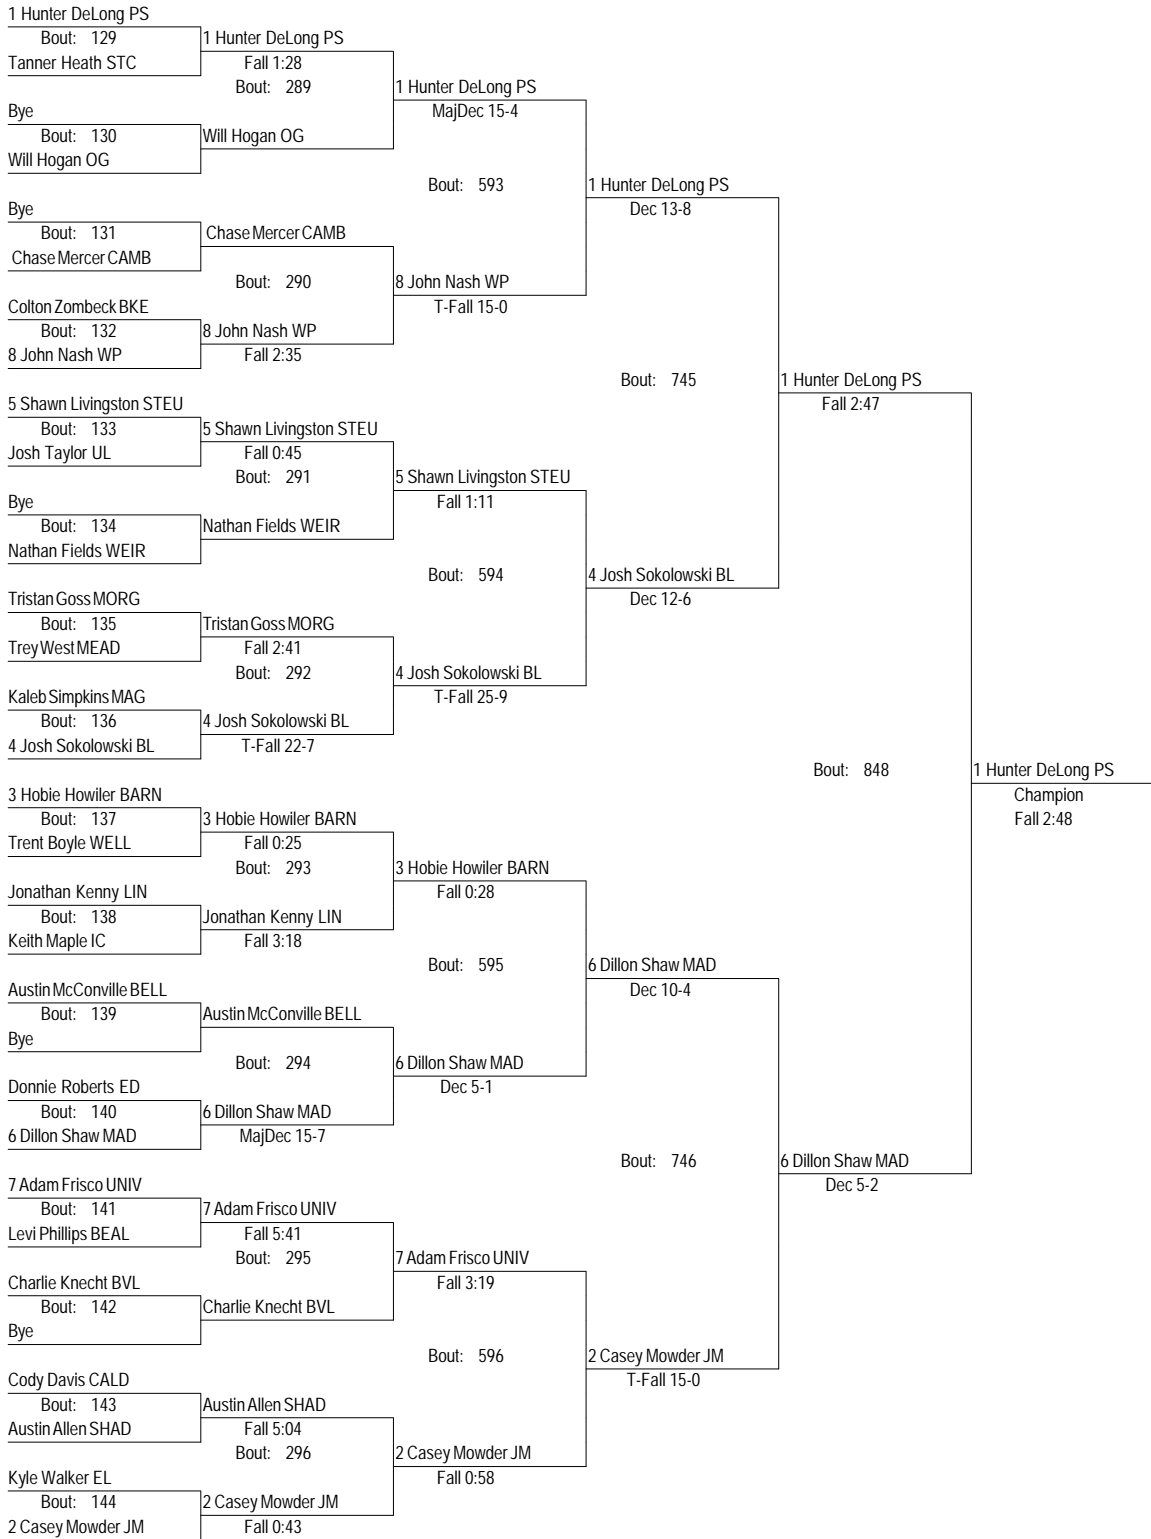 1 Hunter DeLong PS
Bout: 129
Tanner Heath STC
Bye
Bout: 130
Will Hogan OG
Bye
Bout: 131
Chase Mercer CAMB
Colton Zombeck BKE
Bout: 132
8 John Nash WP
5 Shawn Livingston STEU
Bout: 133
Josh Taylor UL
Bye
Bout: 134
Nathan Fields WEIR
Tristan Goss MORG
Bout: 135
Trey West MEAD
Kaleb Simpkins MAG
Bout: 136
4 Josh Sokolowski BL
3 Hobie Howiler BARN
Bout: 137
Trent Boyle WELL
Jonathan Kenny LIN
Bout: 138
Keith Maple IC
Austin McConville BELL
Bout: 139
Bye
Donnie Roberts ED
Bout: 140
6 Dillon Shaw MAD
7 Adam Frisco UNIV
Bout: 141
Levi Phillips BEAL
Charlie Knecht BVL
Bout: 142
Bye
Cody Davis CALD
Bout: 143
Austin Allen SHAD
Kyle Walker EL
Bout: 144
2 Casey Mowder JM
1 Hunter DeLong PS
Fall 1:28
Bout: 289
Will Hogan OG
Chase Mercer CAMB
Bout: 290
8 John Nash WP
Fall 2:35
5 Shawn Livingston STEU
Fall 0:45
Bout: 291
Nathan Fields WEIR
Tristan Goss MORG
Fall 2:41
Bout: 292
4 Josh Sokolowski BL
T-Fall 22-7
3 Hobie Howiler BARN
Fall 0:25
Bout: 293
Jonathan Kenny LIN
Fall 3:18
Austin McConville BELL
Bout: 294
6 Dillon Shaw MAD
MajDec 15-7
7 Adam Frisco UNIV
Fall 5:41
Bout: 295
Charlie Knecht BVL
Austin Allen SHAD
Fall 5:04
Bout: 296
2 Casey Mowder JM
Fall 0:43
1 Hunter DeLong PS
MajDec 15-4
Bout: 593
8 John Nash WP
T-Fall 15-0
5 Shawn Livingston STEU
Fall 1:11
Bout: 594
4 Josh Sokolowski BL
T-Fall 25-9
3 Hobie Howiler BARN
Fall 0:28
Bout: 595
6 Dillon Shaw MAD
Dec 5-1
7 Adam Frisco UNIV
Fall 3:19
Bout: 596
2 Casey Mowder JM
Fall 0:58
1 Hunter DeLong PS
Dec 13-8
Bout: 745
4 Josh Sokolowski BL
Dec 12-6
6 Dillon Shaw MAD
Dec 10-4
Bout: 746
2 Casey Mowder JM
T-Fall 15-0
1 Hunter DeLong PS
Fall 2:47
Bout: 848
6 Dillon Shaw MAD
Dec 5-2
1 Hunter DeLong PS
Champion
Fall 2:48